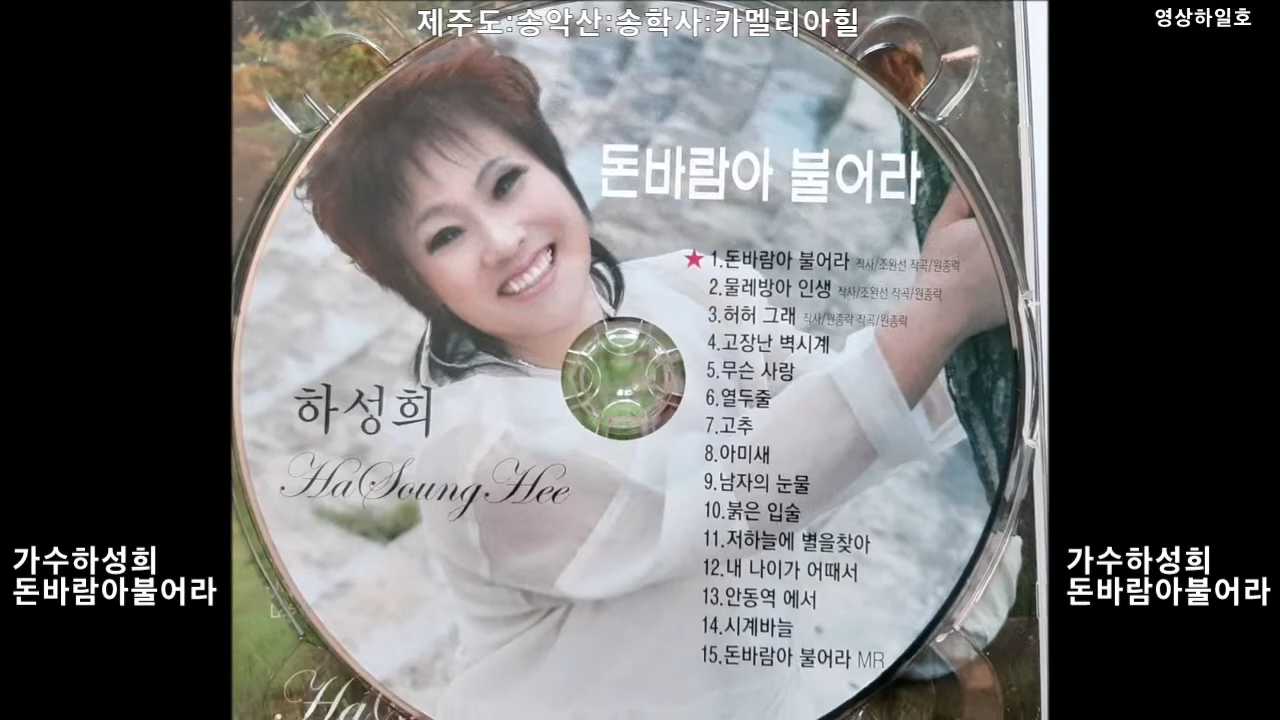 제주도:송악산:송학사:카멜리아힐
영상하일호
돈바람아 불어라
★ 1.돈바람아 불어라 작사/조완선 작곡/원종락
2.물레방아 인생 작사/조완선 작곡/원종락
3.허허 그래 작사/원종락 작곡/원종락
4.고장난 벽시계
5.무슨 사랑
6.열두줄
7.고추
8.아미새
9.남자의 눈물
10.붉은 입술
11.저하늘에 별을찾아
12.내 나이가 어때서
13.안동역 에서
14.시계바늘
15.돈바람아 불어라 MR
하성희
Ha Soung Hee
가수하성희
돈바람아불어라
가수하성희
돈바람아불어라
Ha